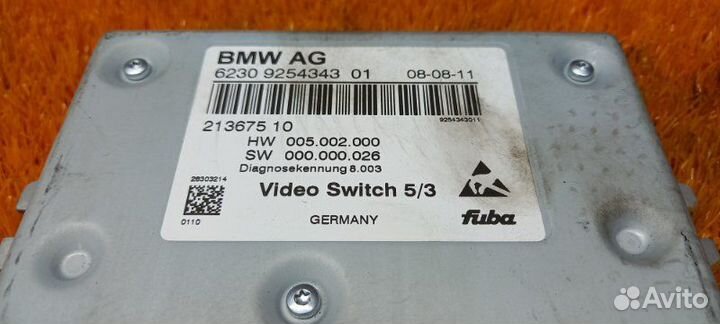 BMW AG
6230 9254343 01 08-08-11
9254343011
213675 10
HW 005.002.000
SW 000.000.026
Diagnosekennung 8.003
28303214
Video Switch 5/3
0110
GERMANY
fuba
Avito